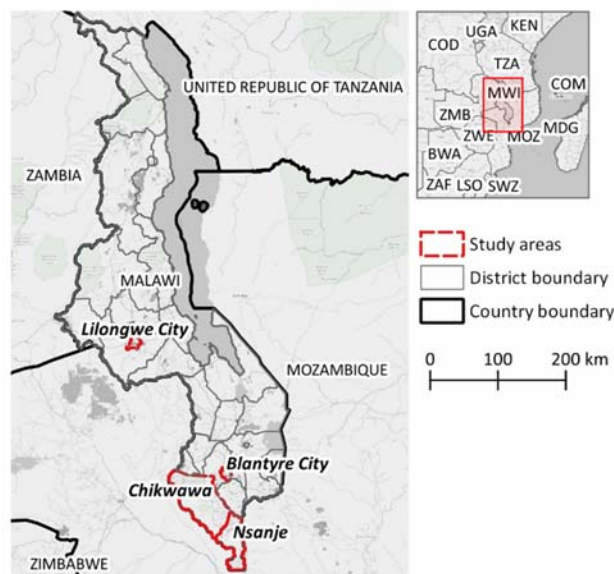 UNITED REPUBLIC OF TANZANIA
ZAMBIA
MALAWI
Lilongwe City
MOZAMBIQUE
Blantyre City
Chikwawa
Nsanje
ZIMBABWE
KEN
UGA
COD
TZA
COM
MWI
ZMB
MDG
ZWE
MOZ
BWA
ZAF
LSO
SWZ
Study areas
District boundary
Country boundary
0 100 200 km